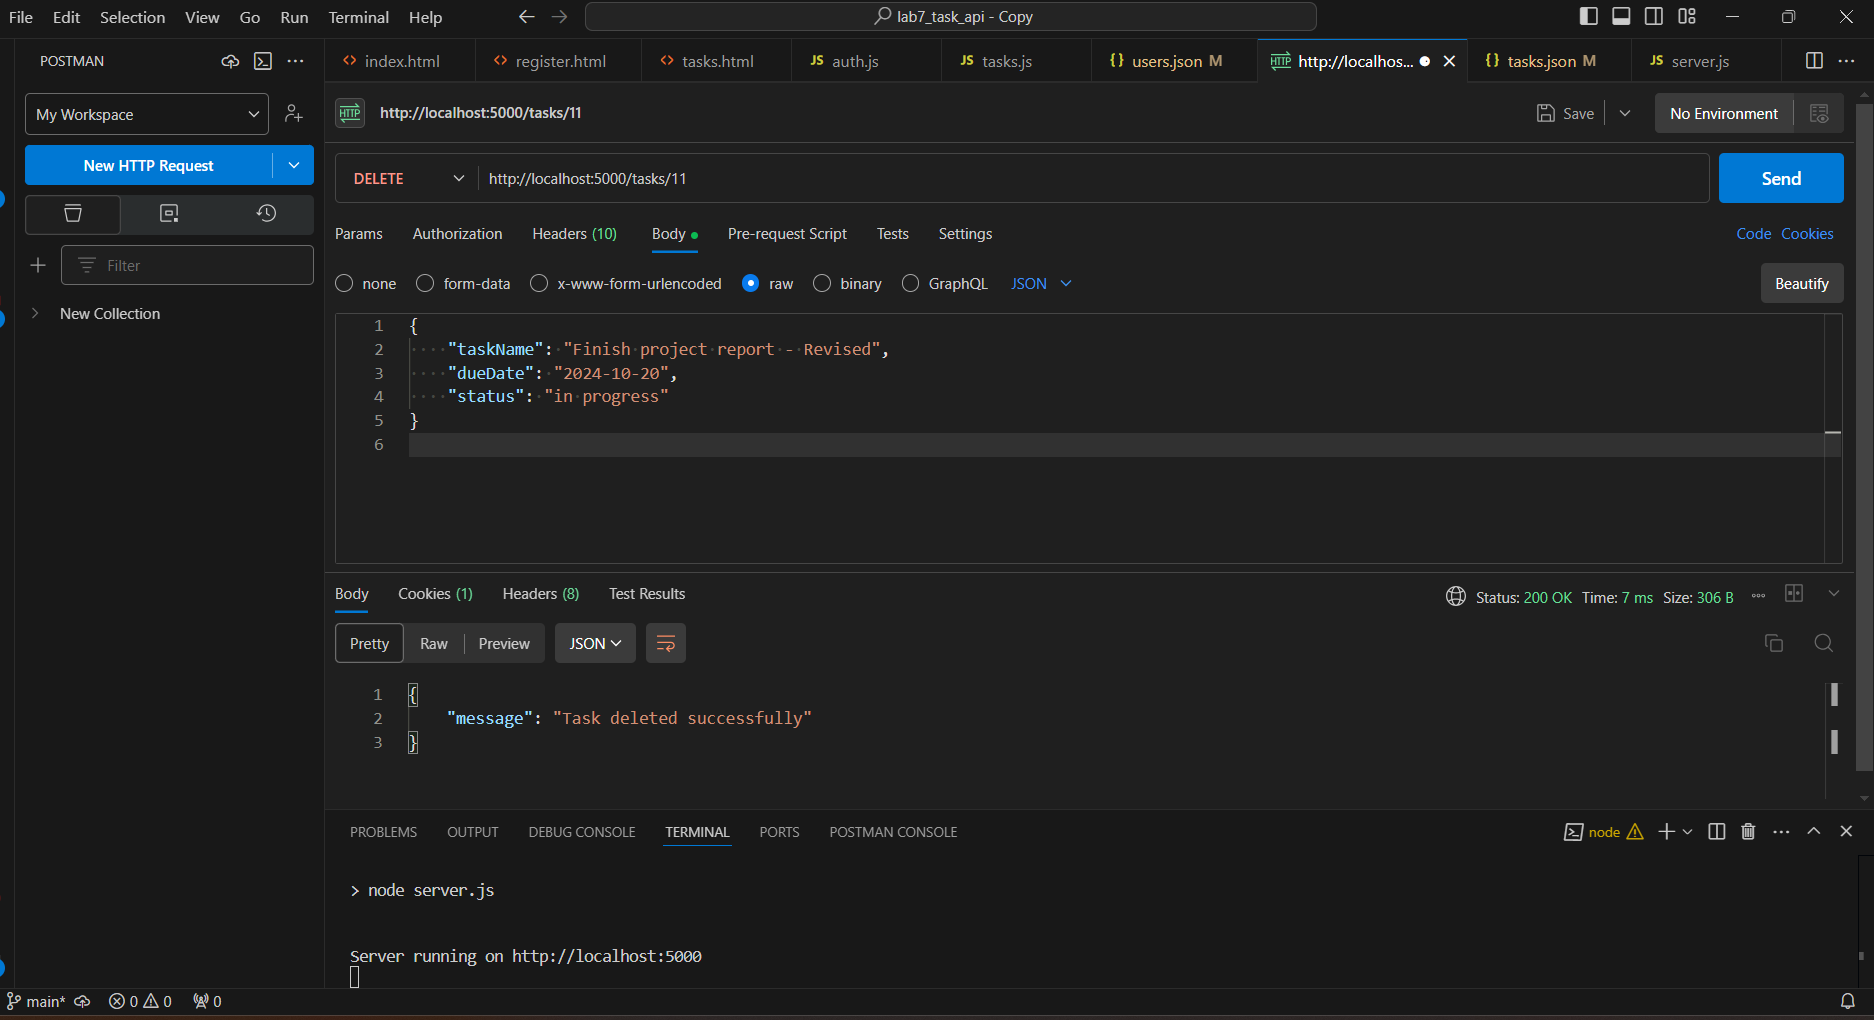 File Edit Selection View Go Run Terminal Help
lab7_task_api - Copy
POSTMAN
index.html
register.html
tasks.html
JS auth.js
JS tasks.js
{} users.json M
HTTP http://localhos...
{} tasks.json M
JS server.js
My Workspace
HTTP http://localhost:5000/tasks/11
Save
No Environment
New HTTP Request
DELETE http://localhost:5000/tasks/11
Send
Params Authorization Headers (10) Body Pre-request Script Tests Settings
Code Cookies
Filter
none form-data x-www-form-urlencoded raw binary GraphQL JSON
Beautify
New Collection
1 {
2 ····"taskName":·"Finish·project·report·-·Revised",
3 ····"dueDate":·"2024-10-20",
4 ····"status":·"in·progress"
5 }
6
Body Cookies (1) Headers (8) Test Results
Status: 200 OK Time: 7 ms Size: 306 B
Pretty Raw Preview JSON
1 {
2 "message": "Task deleted successfully"
3 }
PROBLEMS OUTPUT DEBUG CONSOLE TERMINAL PORTS POSTMAN CONSOLE
node
> node server.js
Server running on http://localhost:5000
main* 0 0 0